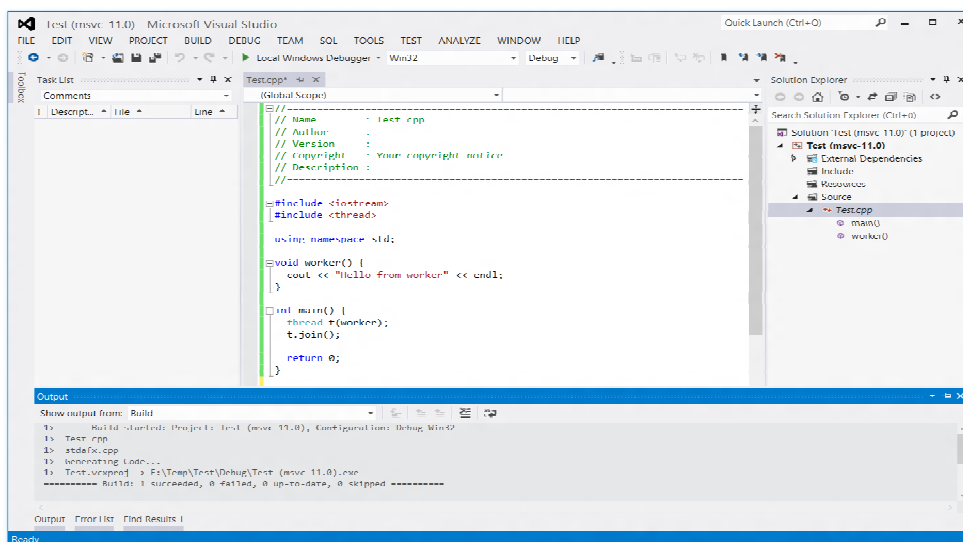 Test (msvc-11.0) - Microsoft Visual Studio
Quick Launch (Ctrl+Q)
FILE EDIT VIEW PROJECT BUILD DEBUG TEAM SQL TOOLS TEST ANALYZE WINDOW HELP
Local Windows Debugger Win32 Debug
Toolbox
Task List
Comments
! Descript... File Line
Test.cpp*
(Global Scope)
//
// Name : Test.cpp
// Author :
// Version :
// Copyright : Your copyright notice
// Description :
//
#include <iostream>
#include <thread>
using namespace std;
void worker() {
cout << "Hello from worker" << endl;
}
int main() {
thread t(worker);
t.join();
return 0;
}
Solution Explorer
Search Solution Explorer (Ctrl+ů)
Solution 'Test (msvc-11.0)' (1 project)
Test (msvc-11.0)
External Dependencies
Include
Resources
Source
Test.cpp
main()
worker()
Output
Show output from: Build
1> Build started: Project: Test (msvc-11.0), Configuration: Debug Win32
1> Test.cpp
1> stdafx.cpp
1> Generating Code...
1> Test.vcxproj -> E:\Temp\Test\Debug\Test (msvc-11.0).exe
========== Build: 1 succeeded, 0 failed, 0 up-to-date, 0 skipped ==========
Output Error List Find Results 1
Ready